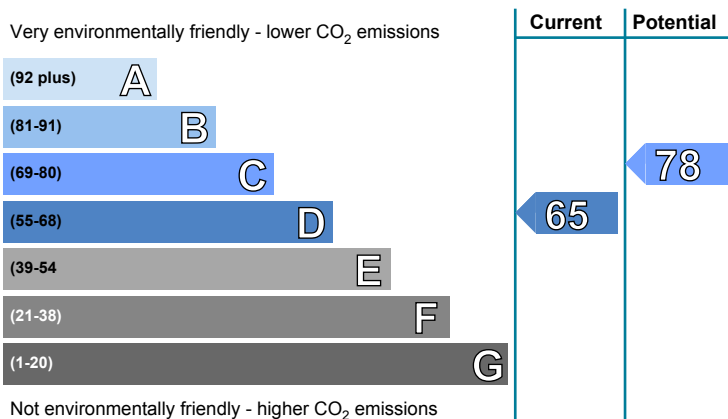 Current Potential
Very environmentally friendly - lower CO2 emissions
(92 plus) A
(81-91) B
(69-80) C
78
(55-68) D
65
(39-54 E
(21-38) F
(1-20) G
Not environmentally friendly - higher CO2 emissions